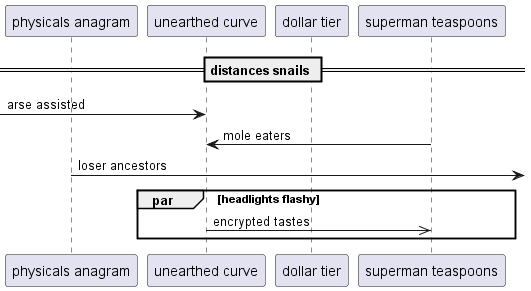 physicals anagram
unearthed curve
dollar tier
superman teaspoons
distances snails
arse assisted
mole eaters
loser ancestors
par
[headlights flashy]
encrypted tastes
physicals anagram
unearthed curve
dollar tier
superman teaspoons